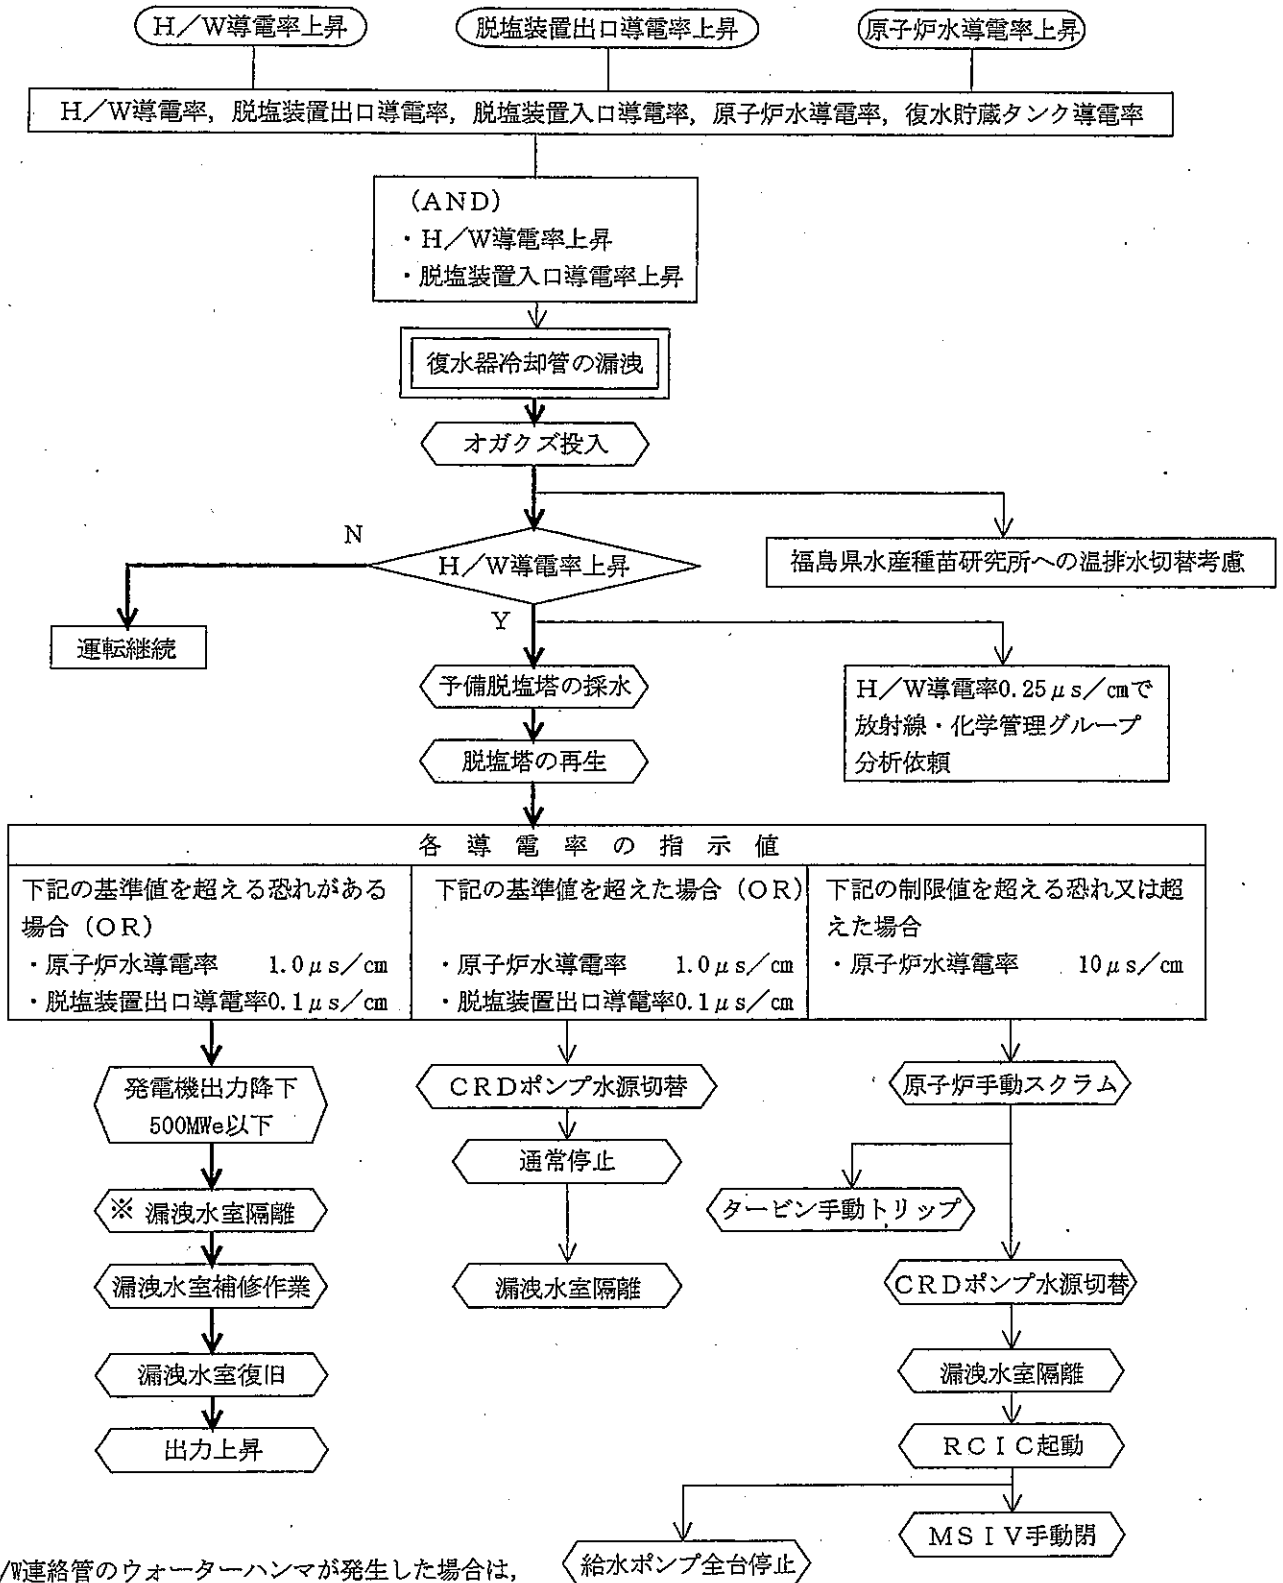 H/W導電率上昇
脱塩装置出口導電率上昇
原子炉水導電率上昇
H/W導電率，脱塩装置出口導電率，脱塩装置入口導電率，原子炉水導電率，復水貯蔵タンク導電率
(AND)
・H/W導電率上昇
・脱塩装置入口導電率上昇
復水器冷却管の漏洩
オガクズ投入
N
H/W導電率上昇
福島県水産種苗研究所への温排水切替考慮
Y
運転継続
予備脱塩塔の採水
H/W導電率0.25μs/cmで
放射線・化学管理グループ
分析依頼
脱塩塔の再生
各導電率の指示値
下記の基準値を超える恐れがある
場合（OR）
・原子炉水導電率 1.0μs/cm
・脱塩装置出口導電率0.1μs/cm
下記の基準値を超えた場合（OR）
・原子炉水導電率 1.0μs/cm
・脱塩装置出口導電率0.1μs/cm
下記の制限値を超える恐れ又は超
えた場合
・原子炉水導電率 10μs/cm
発電機出力降下
500MWe以下
※ 漏洩水室隔離
漏洩水室補修作業
漏洩水室復旧
出力上昇
CRDポンプ水源切替
通常停止
漏洩水室隔離
原子炉手動スクラム
タービン手動トリップ
CRDポンプ水源切替
漏洩水室隔離
RCIC起動
MSIV手動閉
給水ポンプ全台停止
/W連絡管のウォーターハンマが発生した場合は，